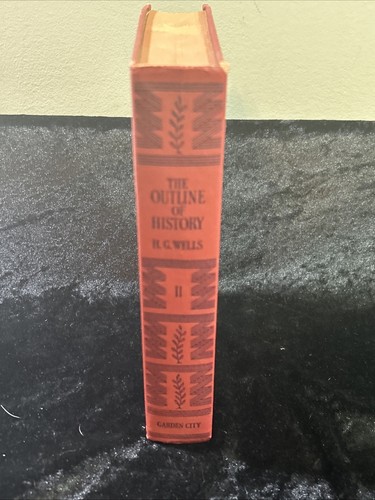 THE
OUTLINE
OF
HISTORY
H. G. WELLS
II
GARDEN CITY